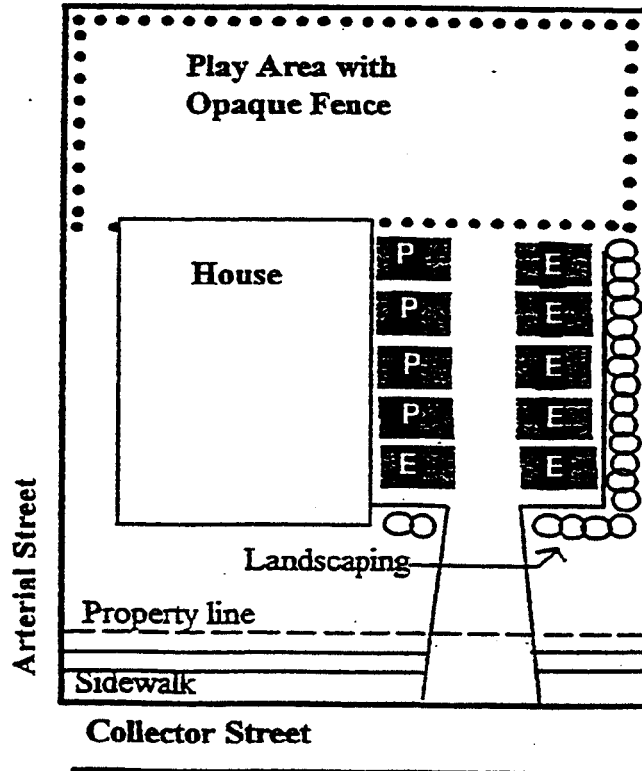 Play Area with
Opaque Fence
House
P E
P E
P E
P E
E E
Landscaping
Arterial Street
Property line
Sidewalk
Collector Street